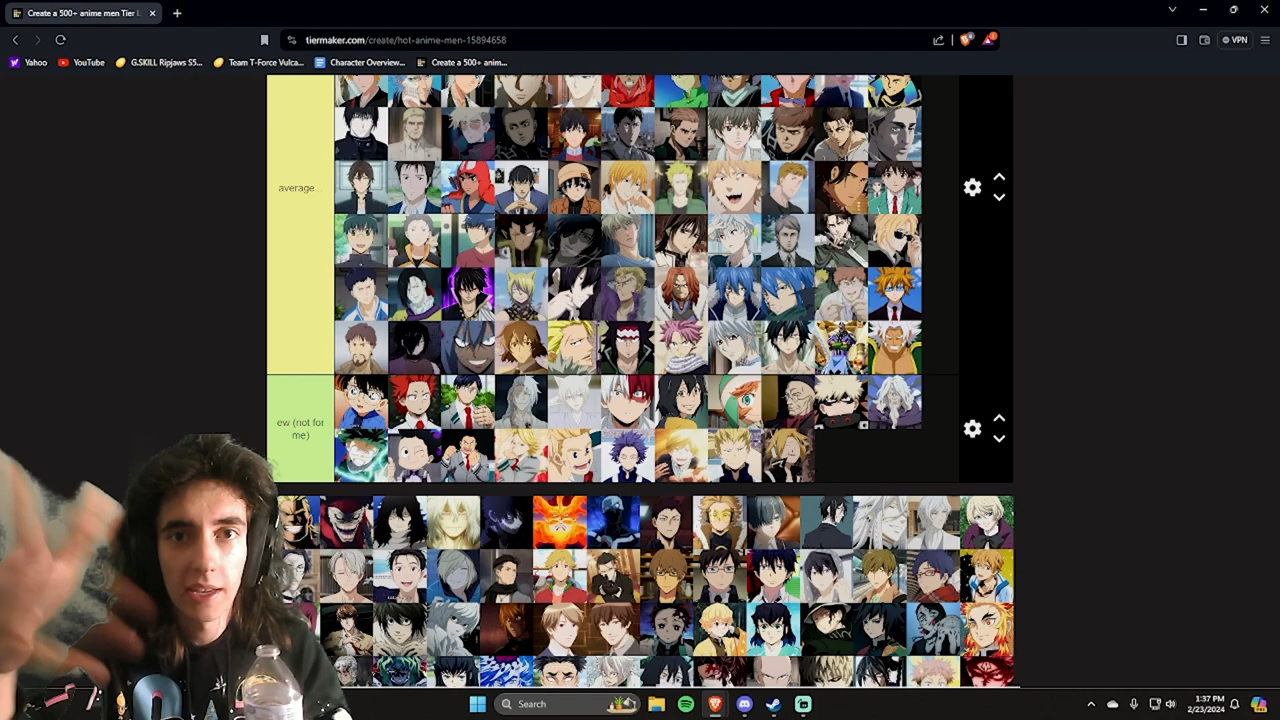 Create a 500+ anime men Tier l
tiermaker.com/create/hot-anime-men-15894658
VPN
Yahoo
YouTube
G.SKILL Ripjaws S5...
Team T-Force Vulca...
Character Overview...
Create a 500+ anim...
average...
ew (not for
me)
Search
1:37 PM
2/23/2024